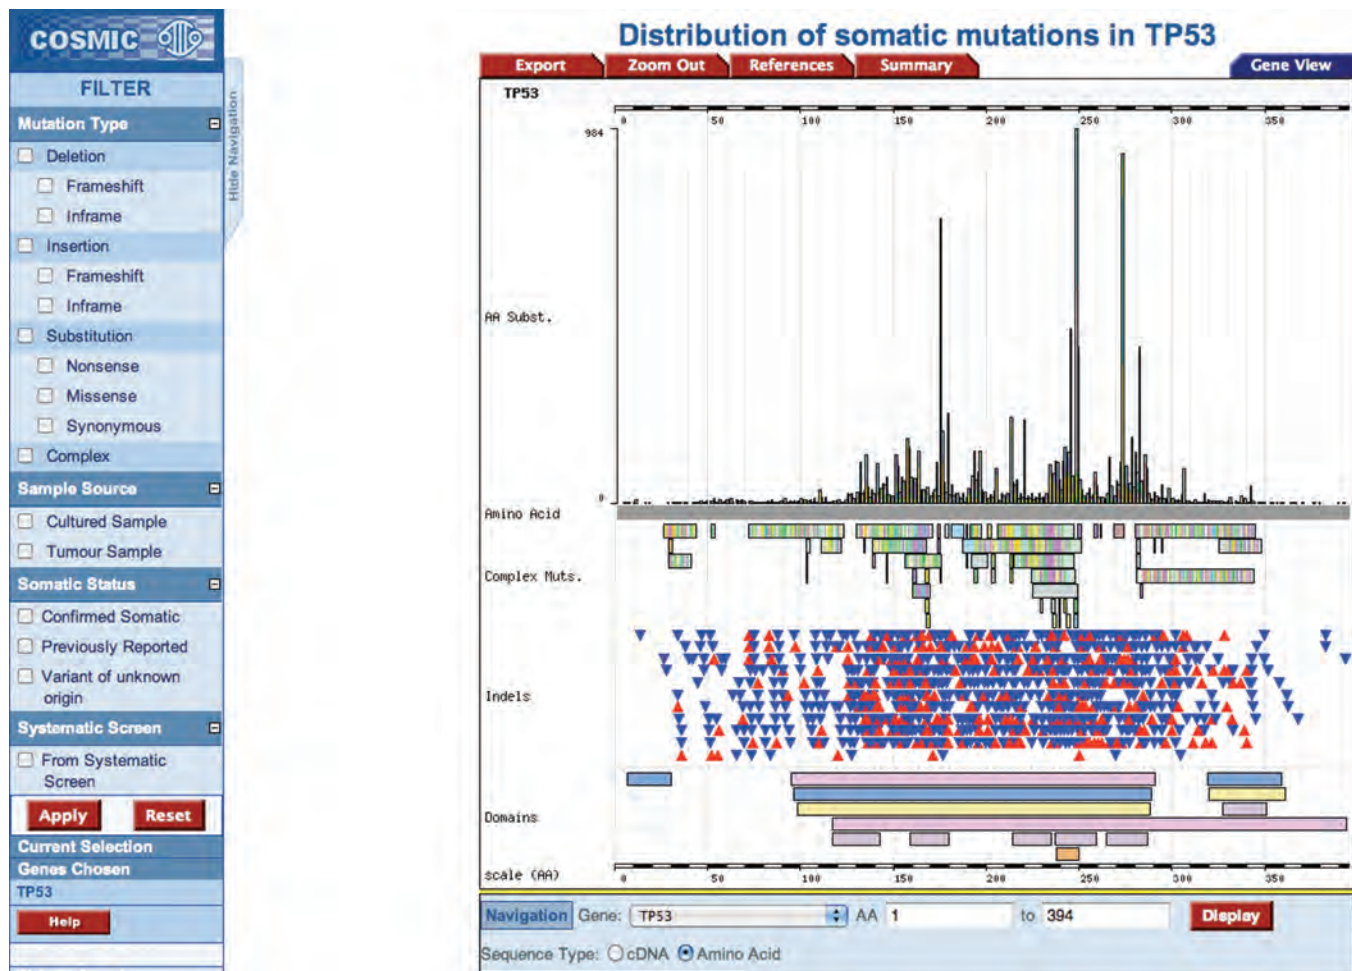 COSMIC
FILTER
Mutation Type
Deletion
Frameshift
Inframe
Insertion
Frameshift
Inframe
Substitution
Nonsense
Missense
Synonymous
Complex
Sample Source
Cultured Sample
Tumour Sample
Somatic Status
Confirmed Somatic
Previously Reported
Variant of unknown
origin
Systematic Screen
From Systematic
Screen
Apply Reset
Current Selection
Genes Chosen
TP53
Help
Hide Navigation
Distribution of somatic mutations in TP53
Export Zoom Out References Summary Gene View
TP53
0 50 100 150 200 250 300 350
984
AA Subst.
0
Amino Acid
Complex Muts.
Indels
Domains
scale (AA) 0 50 100 150 200 250 300 350
Navigation Gene: TP53 AA 1 to 394 Display
Sequence Type: cDNA Amino Acid